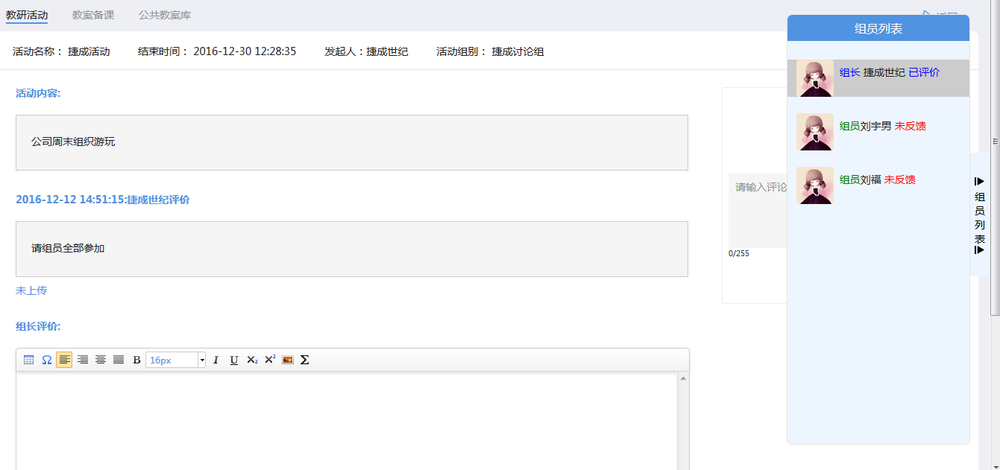 教研活动 教案备课 公共教案库
活动名称： 捷成活动 结束时间： 2016-12-30 12:28:35 发起人：捷成世纪 活动组别： 捷成讨论组
活动内容:
公司周末组织游玩
2016-12-12 14:51:15:捷成世纪评价
请组员全部参加
未上传
组长评价:
B 16px I U X₂ X² Σ
请输入评论
0/255
组员列表
组长 捷成世纪 已评价
组员刘宇男 未反馈
组员刘福 未反馈
组员列表